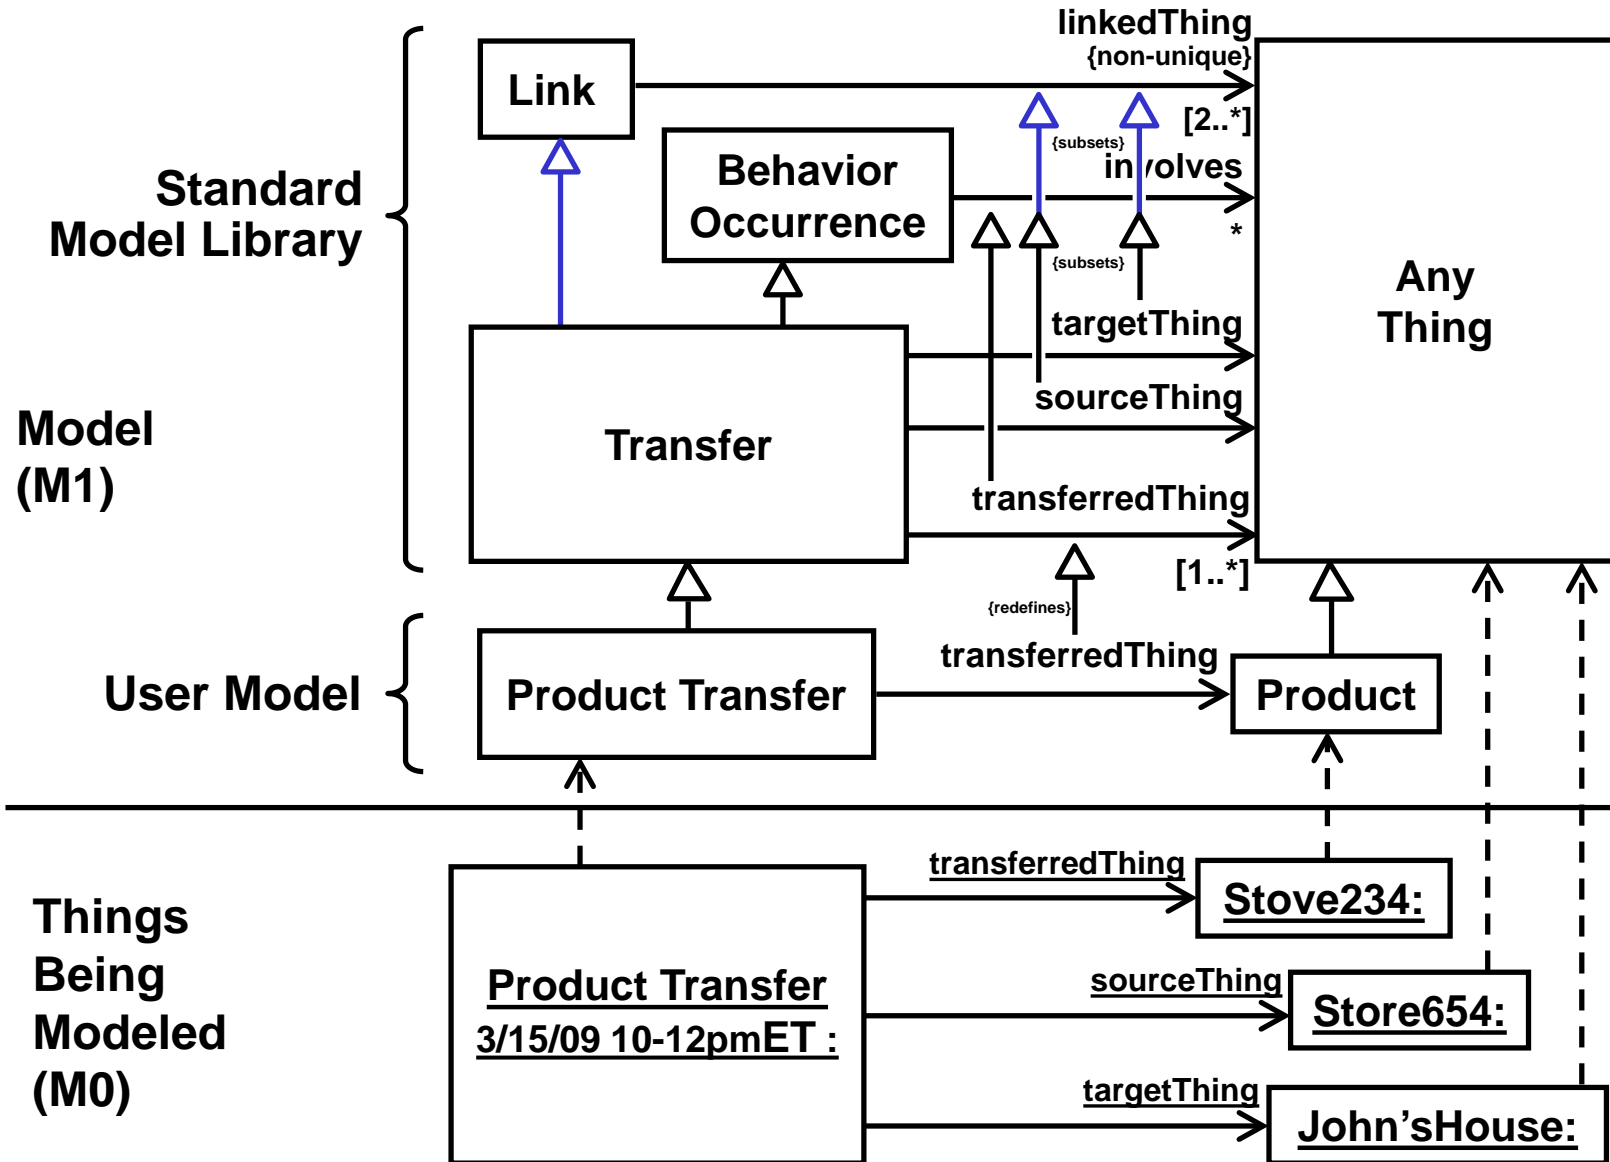 linkedThing
{non-unique}
Link
[2..*]
{subsets}
involves
Behavior
Occurrence
*
{subsets}
Standard
Model Library
Any
Thing
targetThing
sourceThing
Model
(M1)
Transfer
transferredThing
[1..*]
{redefines}
transferredThing
User Model
Product Transfer
Product
transferredThing
Stove234:
Things
Being
Modeled
(M0)
Product Transfer
3/15/09 10-12pmET :
sourceThing
Store654:
targetThing
John’sHouse: